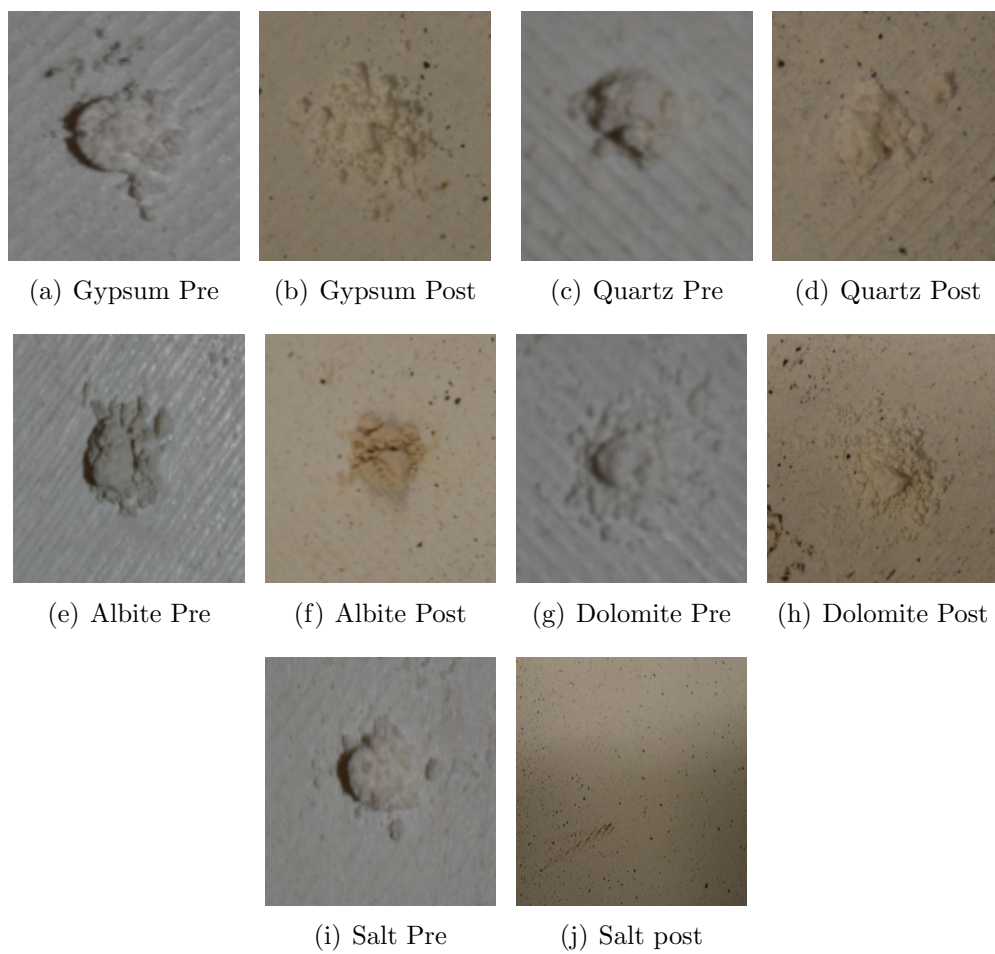 (a) Gypsum Pre
(b) Gypsum Post
(c) Quartz Pre
(d) Quartz Post
(e) Albite Pre
(f) Albite Post
(g) Dolomite Pre
(h) Dolomite Post
(i) Salt Pre
(j) Salt post